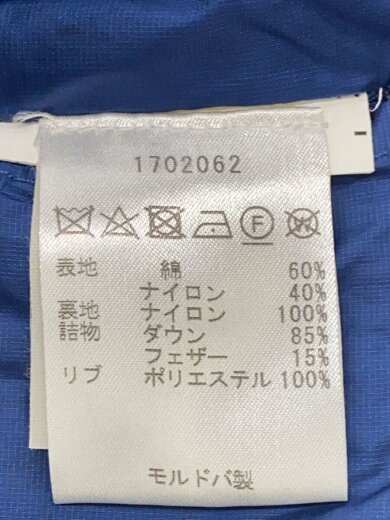 1702062
F
表地 綿 60%
ナイロン 40%
裏地 ナイロン 100%
詰物 ダウン 85%
フェザー 15%
リブ ポリエステル 100%
モルドバ製